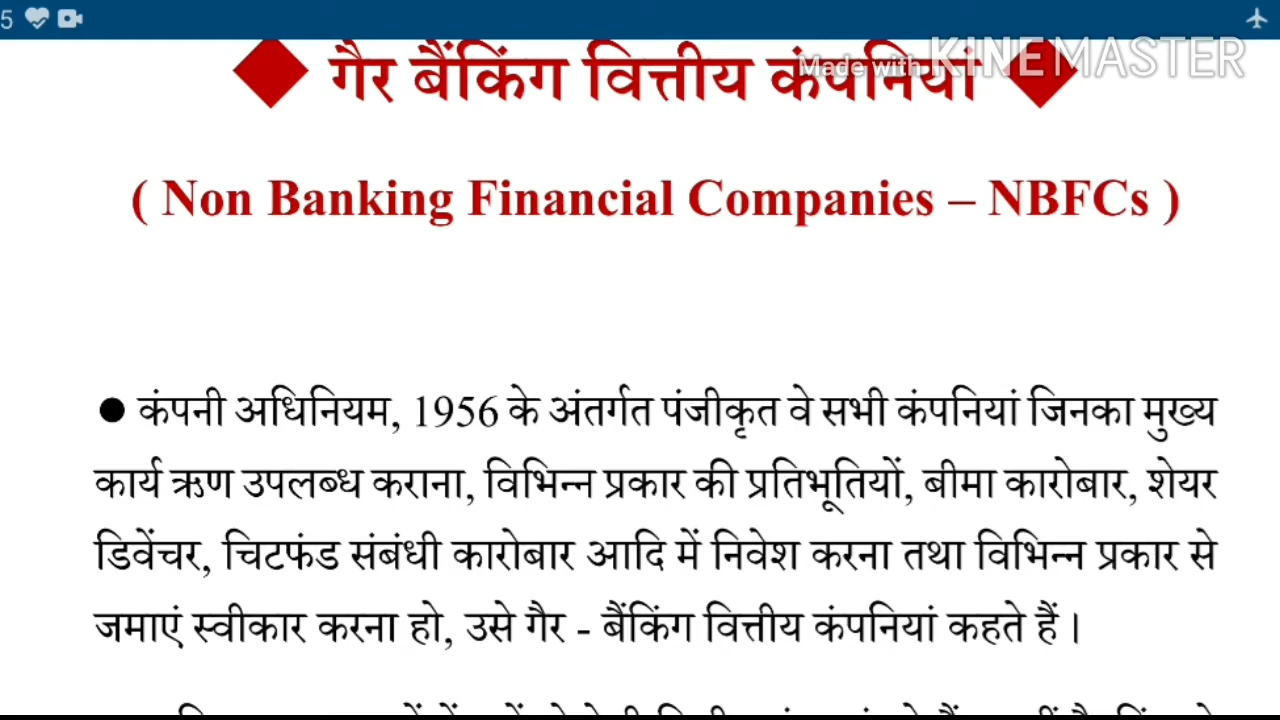 5
◆ गैर बैंकिंग वित्तीय कंपनियां ◆
Made with KINEMASTER
( Non Banking Financial Companies – NBFCs )
● कंपनी अधिनियम, 1956 के अंतर्गत पंजीकृत वे सभी कंपनियां जिनका मुख्य
कार्य ऋण उपलब्ध कराना, विभिन्न प्रकार की प्रतिभूतियों, बीमा कारोबार, शेयर
डिवेंचर, चिटफंड संबंधी कारोबार आदि में निवेश करना तथा विभिन्न प्रकार से
जमाएं स्वीकार करना हो, उसे गैर - बैंकिंग वित्तीय कंपनियां कहते हैं ।